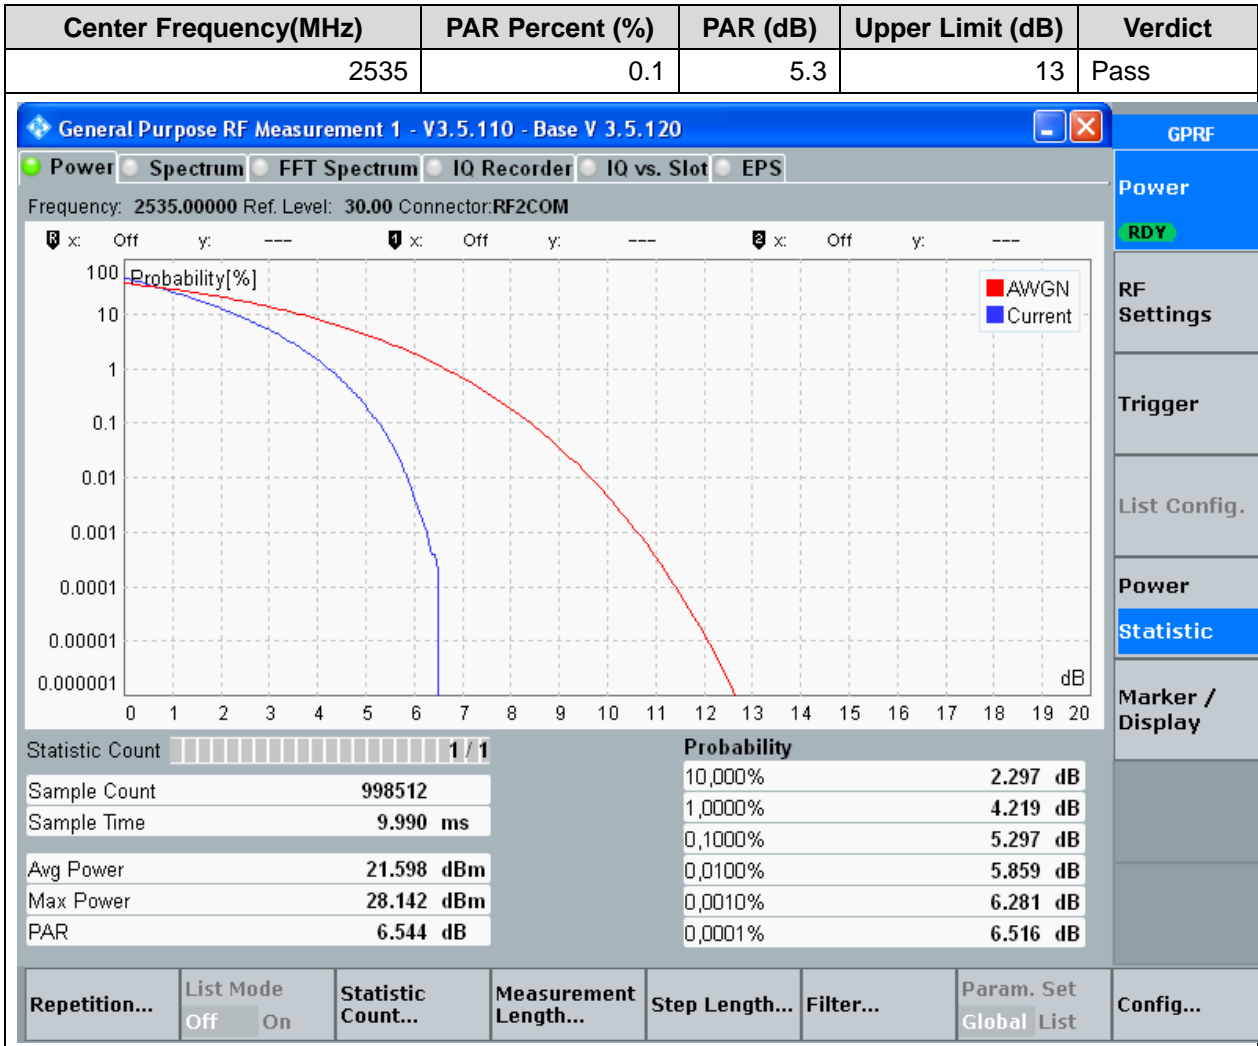 Center Frequency(MHz) PAR Percent (%) PAR (dB) Upper Limit (dB) Verdict
2535 0.1 5.3 13 Pass
General Purpose RF Measurement 1 - V3.5.110 - Base V 3.5.120
GPRF
Power Spectrum FFT Spectrum IQ Recorder IQ vs. Slot EPS
Frequency: 2535.00000 Ref. Level: 30.00 Connector:RF2COM
R x: Off y: --- 1 x: Off y: --- 2 x: Off y: ---
Probability[%]
100
10
1
0.1
0.01
0.001
0.0001
0.00001
0.000001
AWGN
Current
dB
0 1 2 3 4 5 6 7 8 9 10 11 12 13 14 15 16 17 18 19 20
Statistic Count 1 / 1
Sample Count 998512
Sample Time 9.990 ms
Avg Power 21.598 dBm
Max Power 28.142 dBm
PAR 6.544 dB
Probability
10,000% 2.297 dB
1,0000% 4.219 dB
0,1000% 5.297 dB
0,0100% 5.859 dB
0,0010% 6.281 dB
0,0001% 6.516 dB
Power
RDY
RF
Settings
Trigger
List Config.
Power
Statistic
Marker /
Display
Repetition...
List Mode
Off On
Statistic
Count...
Measurement
Length...
Step Length...
Filter...
Param. Set
Global List
Config...